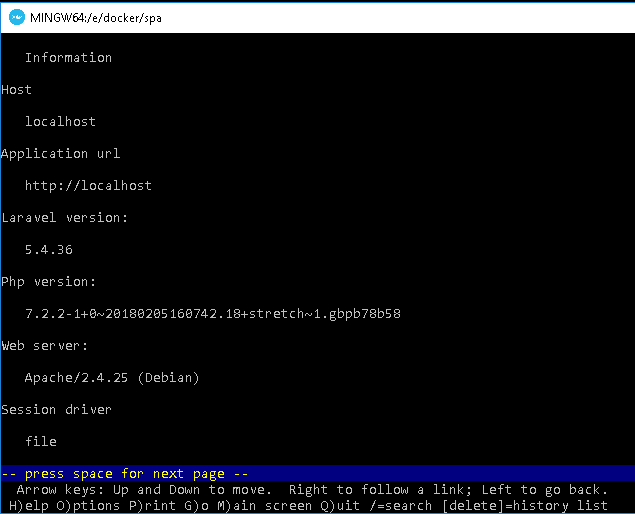 MINGW64:/e/docker/spa
Information
Host
localhost
Application url
http://localhost
Laravel version:
5.4.36
Php version:
7.2.2-1+0~20180205160742.18+stretch~1.gbpb78b58
Web server:
Apache/2.4.25 (Debian)
Session driver
file
-- press space for next page --
Arrow keys: Up and Down to move.  Right to follow a link; Left to go back.
H)elp O)ptions P)rint G)o M)ain screen Q)uit /=search [delete]=history list